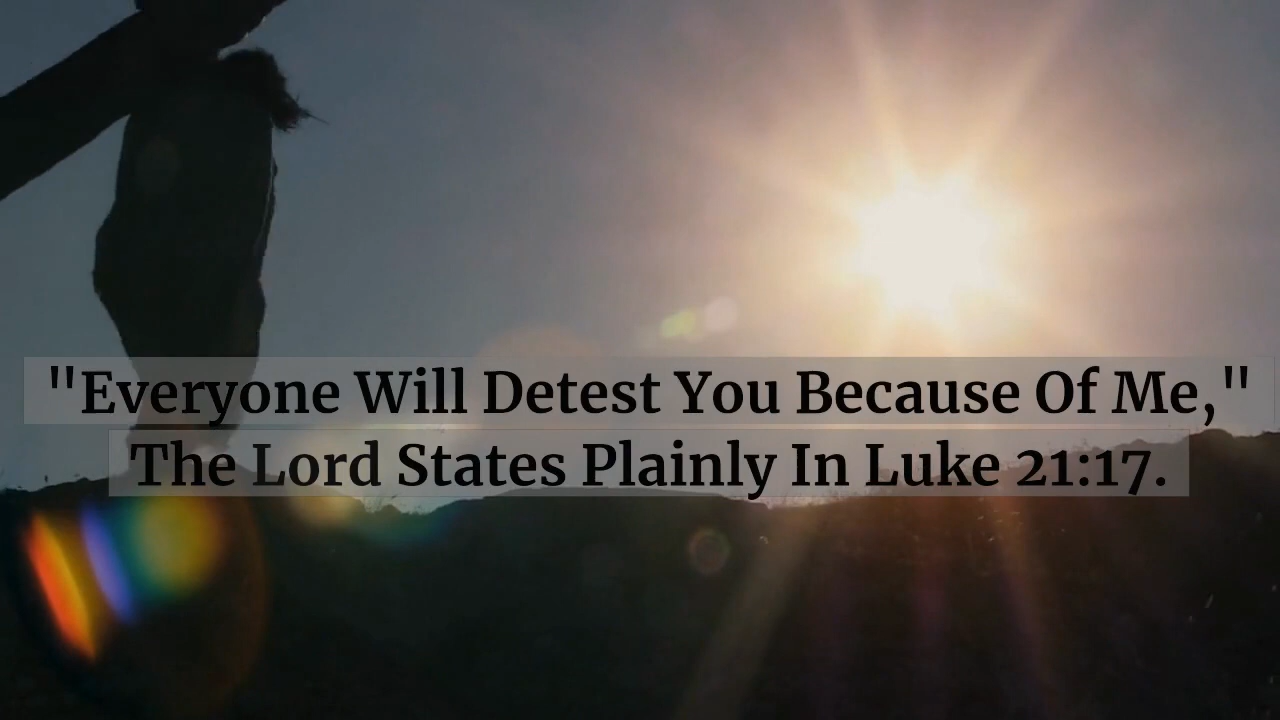 "Everyone Will Detest You Because Of Me,"
The Lord States Plainly In Luke 21:17.